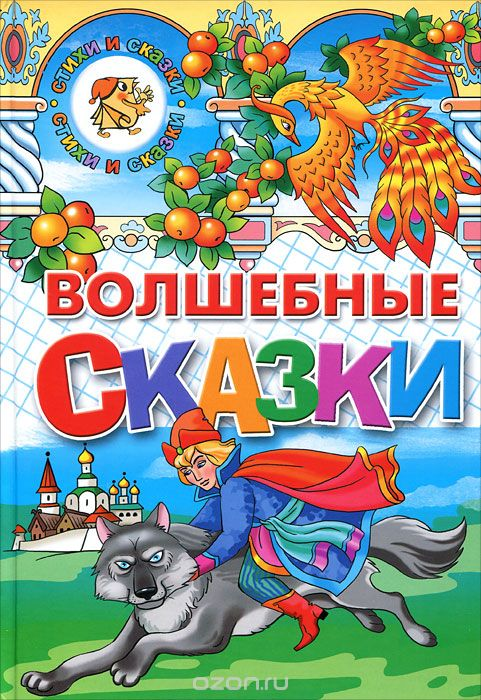 • СТИХИ И СКАЗКИ •
СТИХИ И СКАЗКИ
ВОЛШЕБНЫЕ
СКАЗКИ
ozon.ru